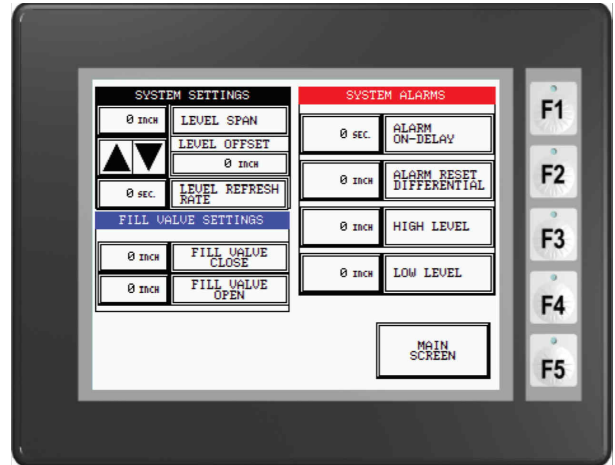 SYSTEM SETTINGS
0 INCH LEVEL SPAN
LEVEL OFFSET
0 INCH
0 SEC. LEVEL REFRESH
RATE
FILL VALVE SETTINGS
0 INCH FILL VALVE
CLOSE
0 INCH FILL VALVE
OPEN
SYSTEM ALARMS
0 SEC. ALARM
ON-DELAY
0 INCH ALARM RESET
DIFFERENTIAL
0 INCH HIGH LEVEL
0 INCH LOW LEVEL
MAIN
SCREEN
F1
F2
F3
F4
F5